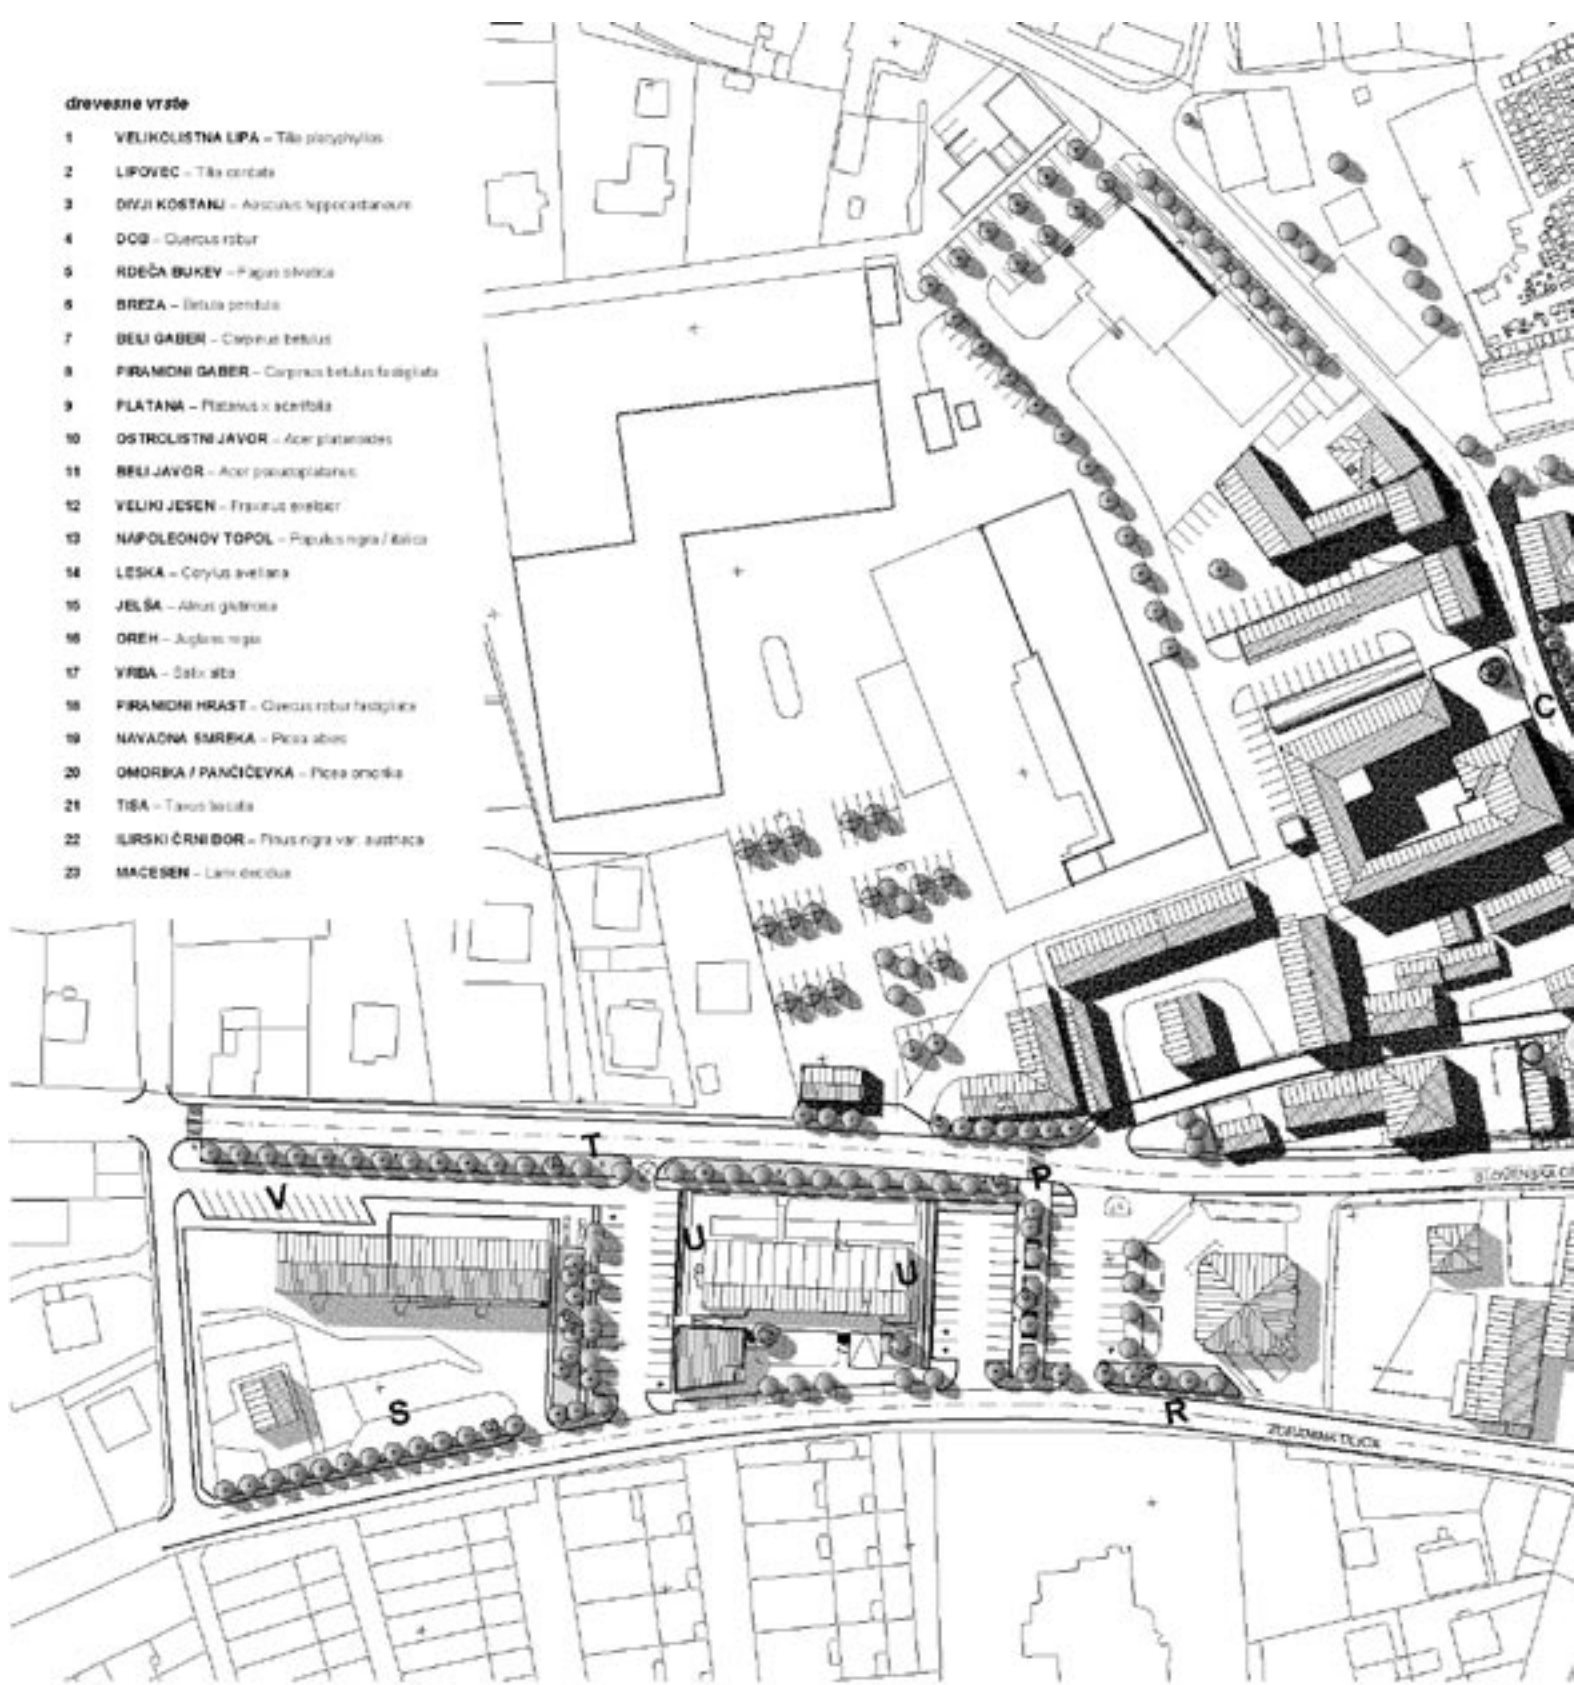 drevesne vrste
1 VELIKOLISTNA LIPA – Tilia platyphyllos
2 LIPOVEC – Tilia cordata
3 DIVJI KOSTANJ – Aesculus hippocastaneum
4 DOB – Quercus robur
5 RDEČA BUKEV – Fagus silvatica
6 BREZA – Betula pendula
7 BELI GABER – Carpinus betulus
8 PIRAMIDNI GABER – Carpinus betulus fastigiata
9 PLATANA – Platanus x acerifolia
10 OSTROLISTNI JAVOR – Acer platanoides
11 BELI JAVOR – Acer pseudoplatanus
12 VELIKI JESEN – Fraxinus exelsior
13 NAPOLEONOV TOPOL – Populus nigra / italica
14 LESKA – Corylus avellana
15 JELŠA – Alnus glutinosa
16 OREH – Juglans regia
17 VRBA – Salix alba
18 PIRAMIDNI HRAST – Quercus robur fastigiata
19 NAVADNA SMREKA – Picea abies
20 OMORIKA / PANČIČEVKA – Picea omorika
21 TISA – Taxus bacata
22 ILIRSKI ČRNI BOR – Pinus nigra var. austriaca
23 MACESEN – Larix decidua
C
T
P
V
U
U
S
R